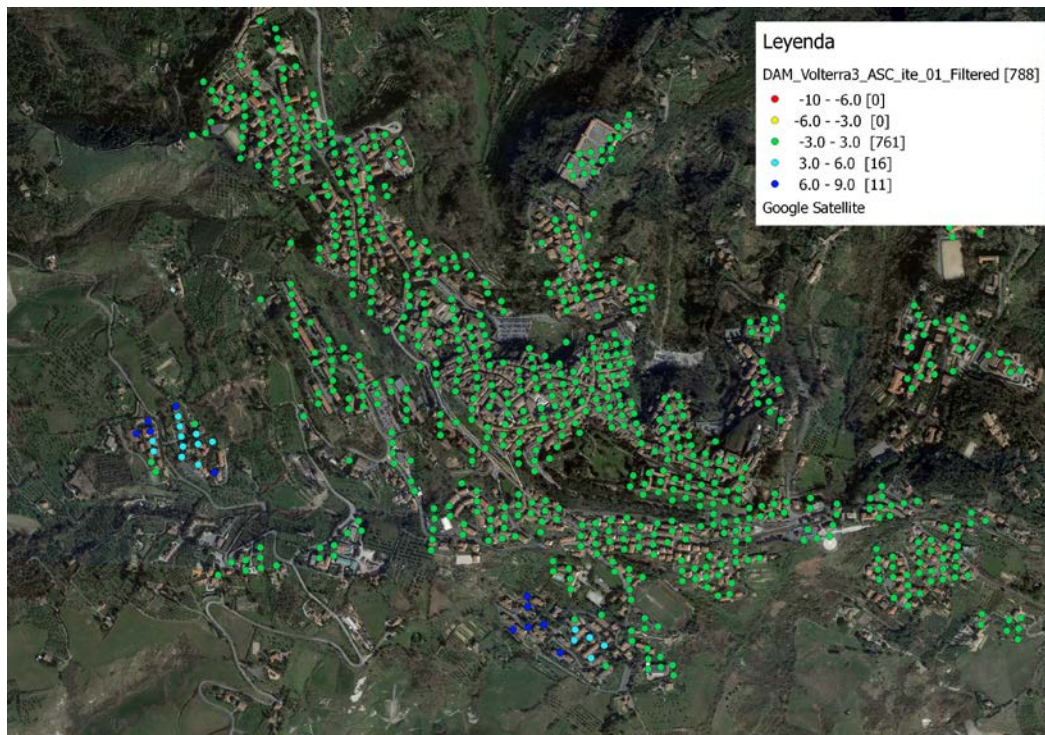 Leyenda
DAM_Volterra3_ASC_ite_01_Filtered [788]
-10 - -6.0 [0]
-6.0 - -3.0 [0]
-3.0 - 3.0 [761]
3.0 - 6.0 [16]
6.0 - 9.0 [11]
Google Satellite